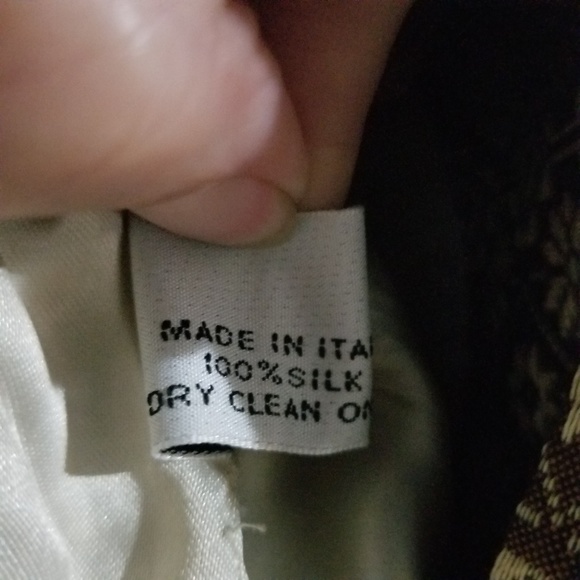 MADE IN ITA
100% SILK
DRY CLEAN ON